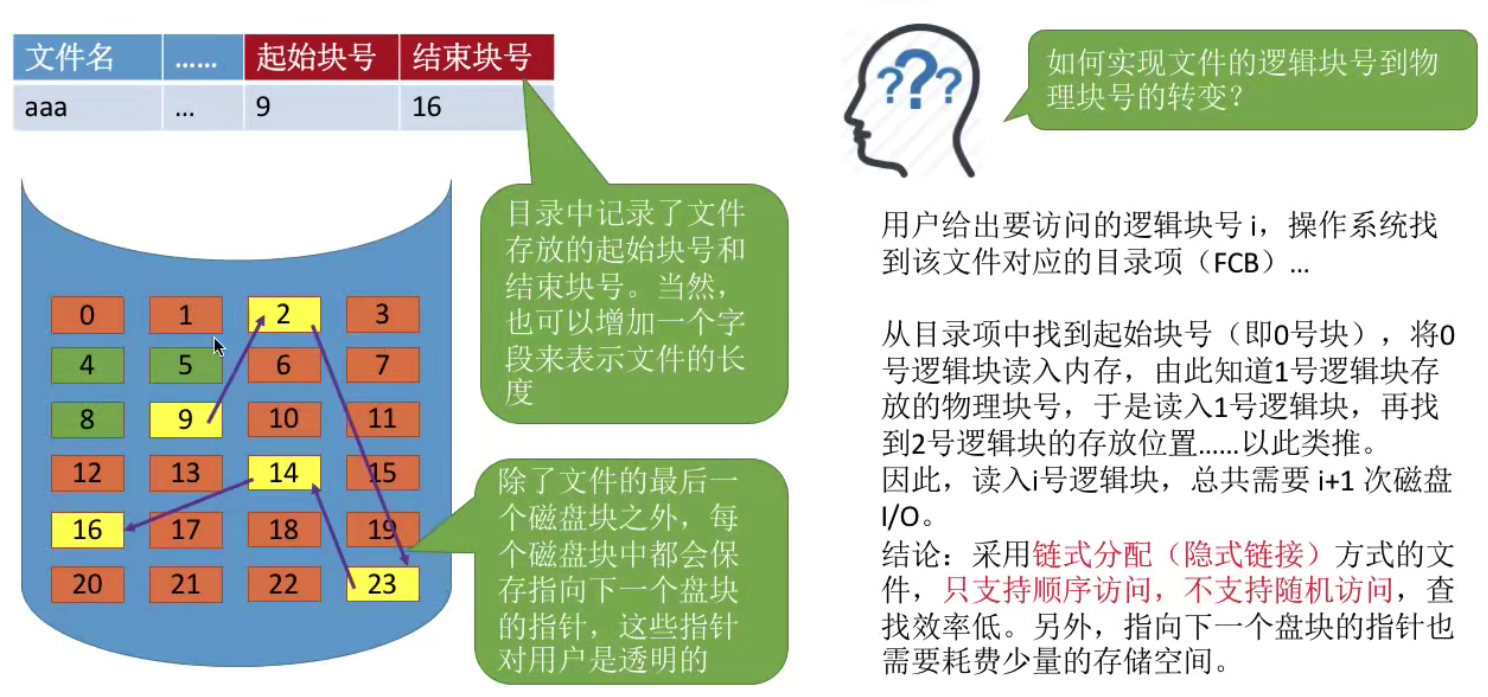 文件名 …… 起始块号 结束块号
aaa … 9 16
目录中记录了文件
存放的起始块号和
结束块号。当然，
也可以增加一个字
段来表示文件的长
度
0 1 2 3
4 5 6 7
8 9 10 11
12 13 14 15
16 17 18 19
20 21 22 23
除了文件的最后一
个磁盘块之外，每
个磁盘块中都会保
存指向下一个盘块
的指针，这些指针
对用户是透明的
???
如何实现文件的逻辑块号到物
理块号的转变？
用户给出要访问的逻辑块号 i，操作系统找
到该文件对应的目录项（FCB）…
从目录项中找到起始块号（即0号块），将0
号逻辑块读入内存，由此知道1号逻辑块存
放的物理块号，于是读入1号逻辑块，再找
到2号逻辑块的存放位置……以此类推。
因此，读入i号逻辑块，总共需要 i+1 次磁盘
I/O。
结论：采用链式分配（隐式链接）方式的文
件，只支持顺序访问，不支持随机访问，查
找效率低。另外，指向下一个盘块的指针也
需要耗费少量的存储空间。